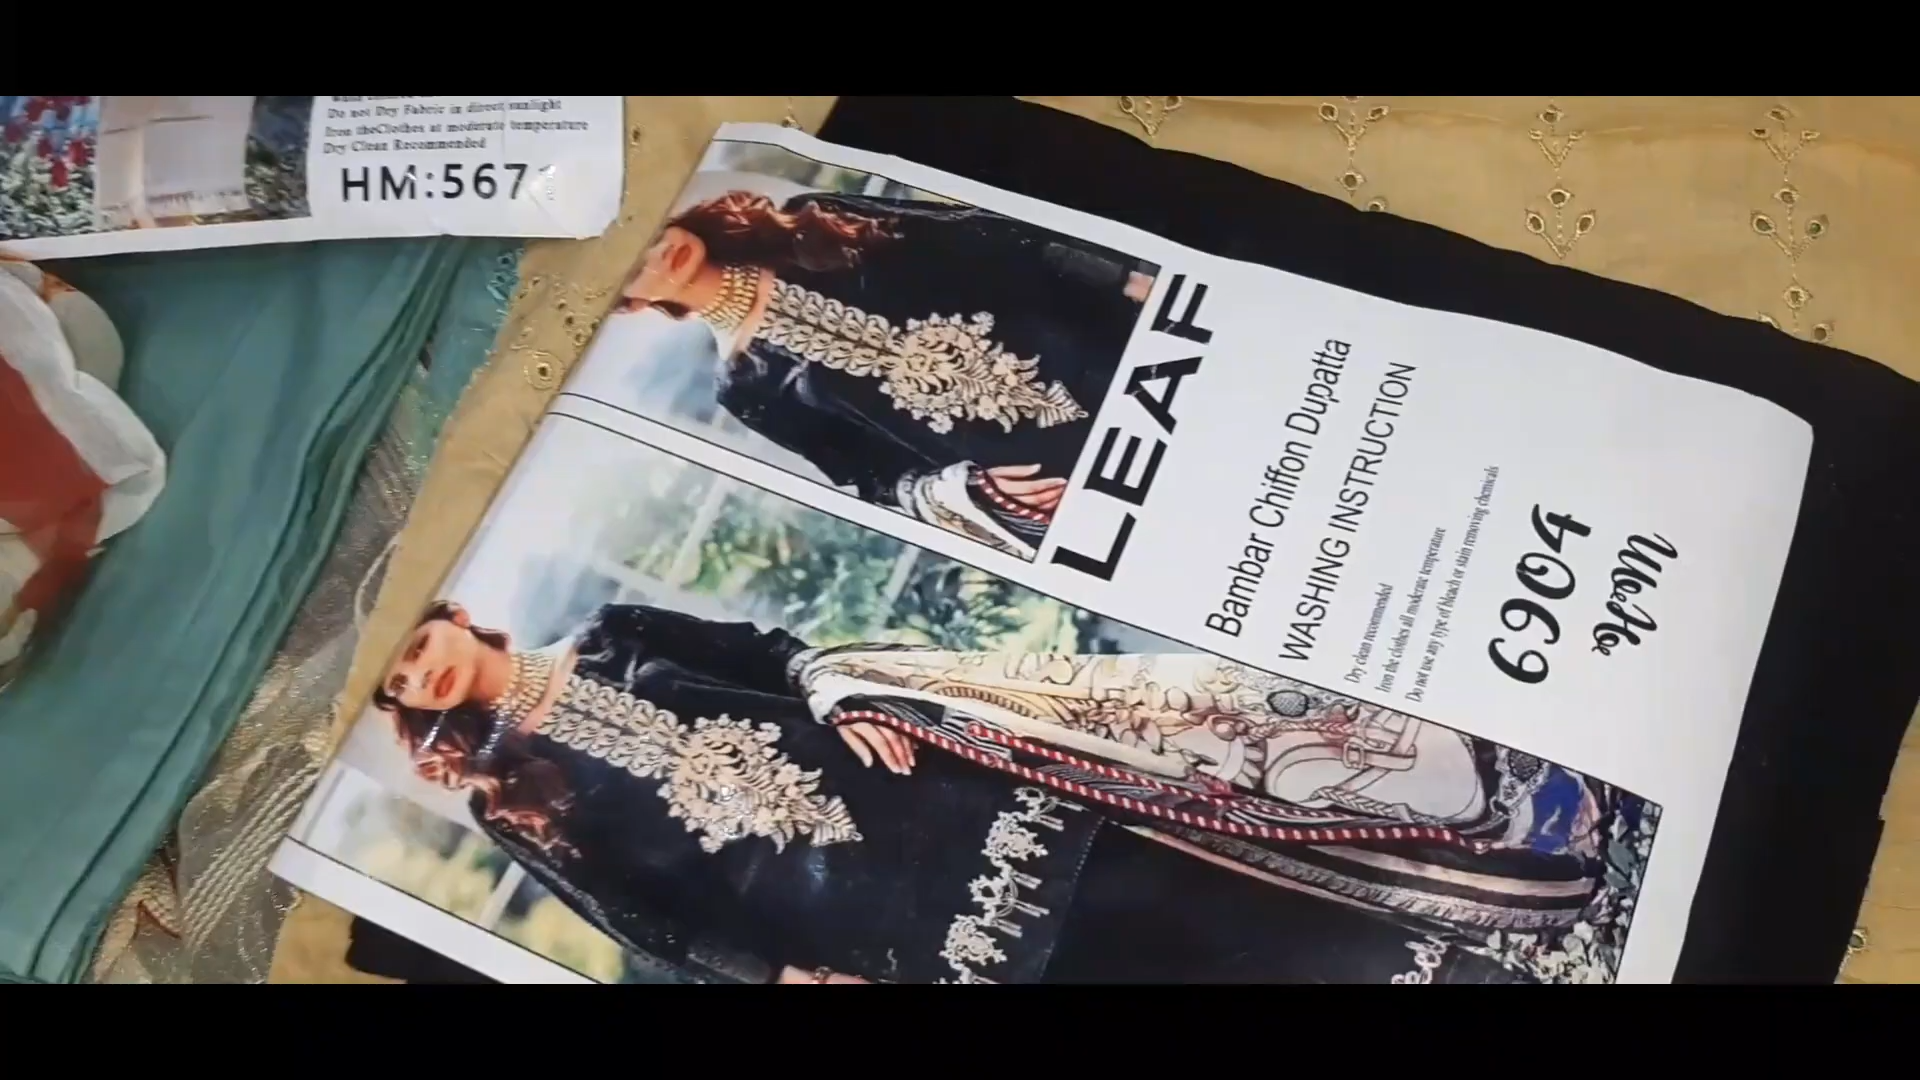 Do not Dry Fabric in direct sunlight
Iron theClothes at moderate temperature
Dry Clean Recommended
HM:567
LEAF
Bambar Chiffon Dupatta
WASHING INSTRUCTION
Dry clean recommended
Iron the clothes all moderate temperature
Do not use any type of bleach or stain removing chemicals
6904